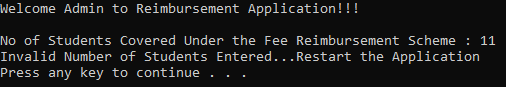 Welcome Admin to Reimbursement Application!!!
No of Students Covered Under the Fee Reimbursement Scheme : 11
Invalid Number of Students Entered...Restart the Application
Press any key to continue . . .